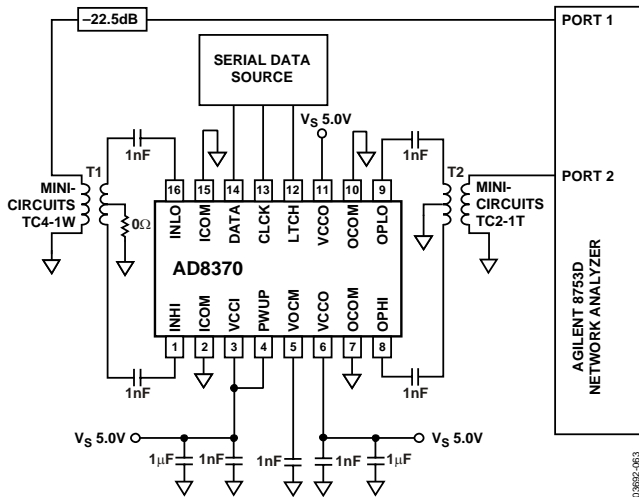 –22.5dB
PORT 1
SERIAL DATA
SOURCE
VS 5.0V
1nF
1nF
T1
T2
MINI-
CIRCUITS
TC4-1W
0Ω
16
15
14
13
12
11
10
9
INLO
ICOM
DATA
CLCK
LTCH
VCCO
OCOM
OPLO
MINI-
CIRCUITS
TC2-1T
PORT 2
AD8370
INHI
ICOM
VCCI
PWUP
VOCM
VCCO
OCOM
OPHI
1
2
3
4
5
6
7
8
1nF
1nF
VS 5.0V
1μF
1nF
1nF
1nF
1μF
VS 5.0V
AGILENT 8753D
NETWORK ANALYZER
03692-063